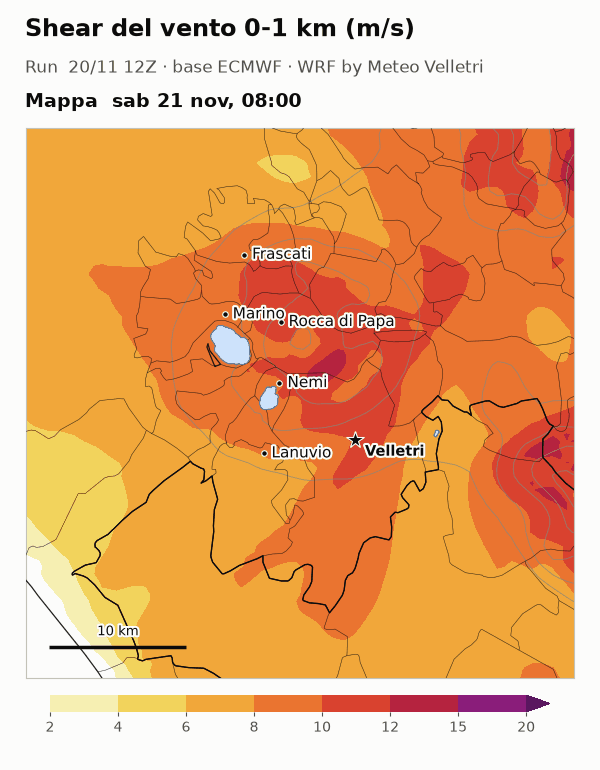 Shear del vento 0-1 km (m/s)
Run  20/11 12Z · base ECMWF · WRF by Meteo Velletri
Mappa  sab 21 nov, 08:00
Frascati
Marino
Rocca di Papa
Nemi
Velletri
Lanuvio
10 km
2 4 6 8 10 12 15 20